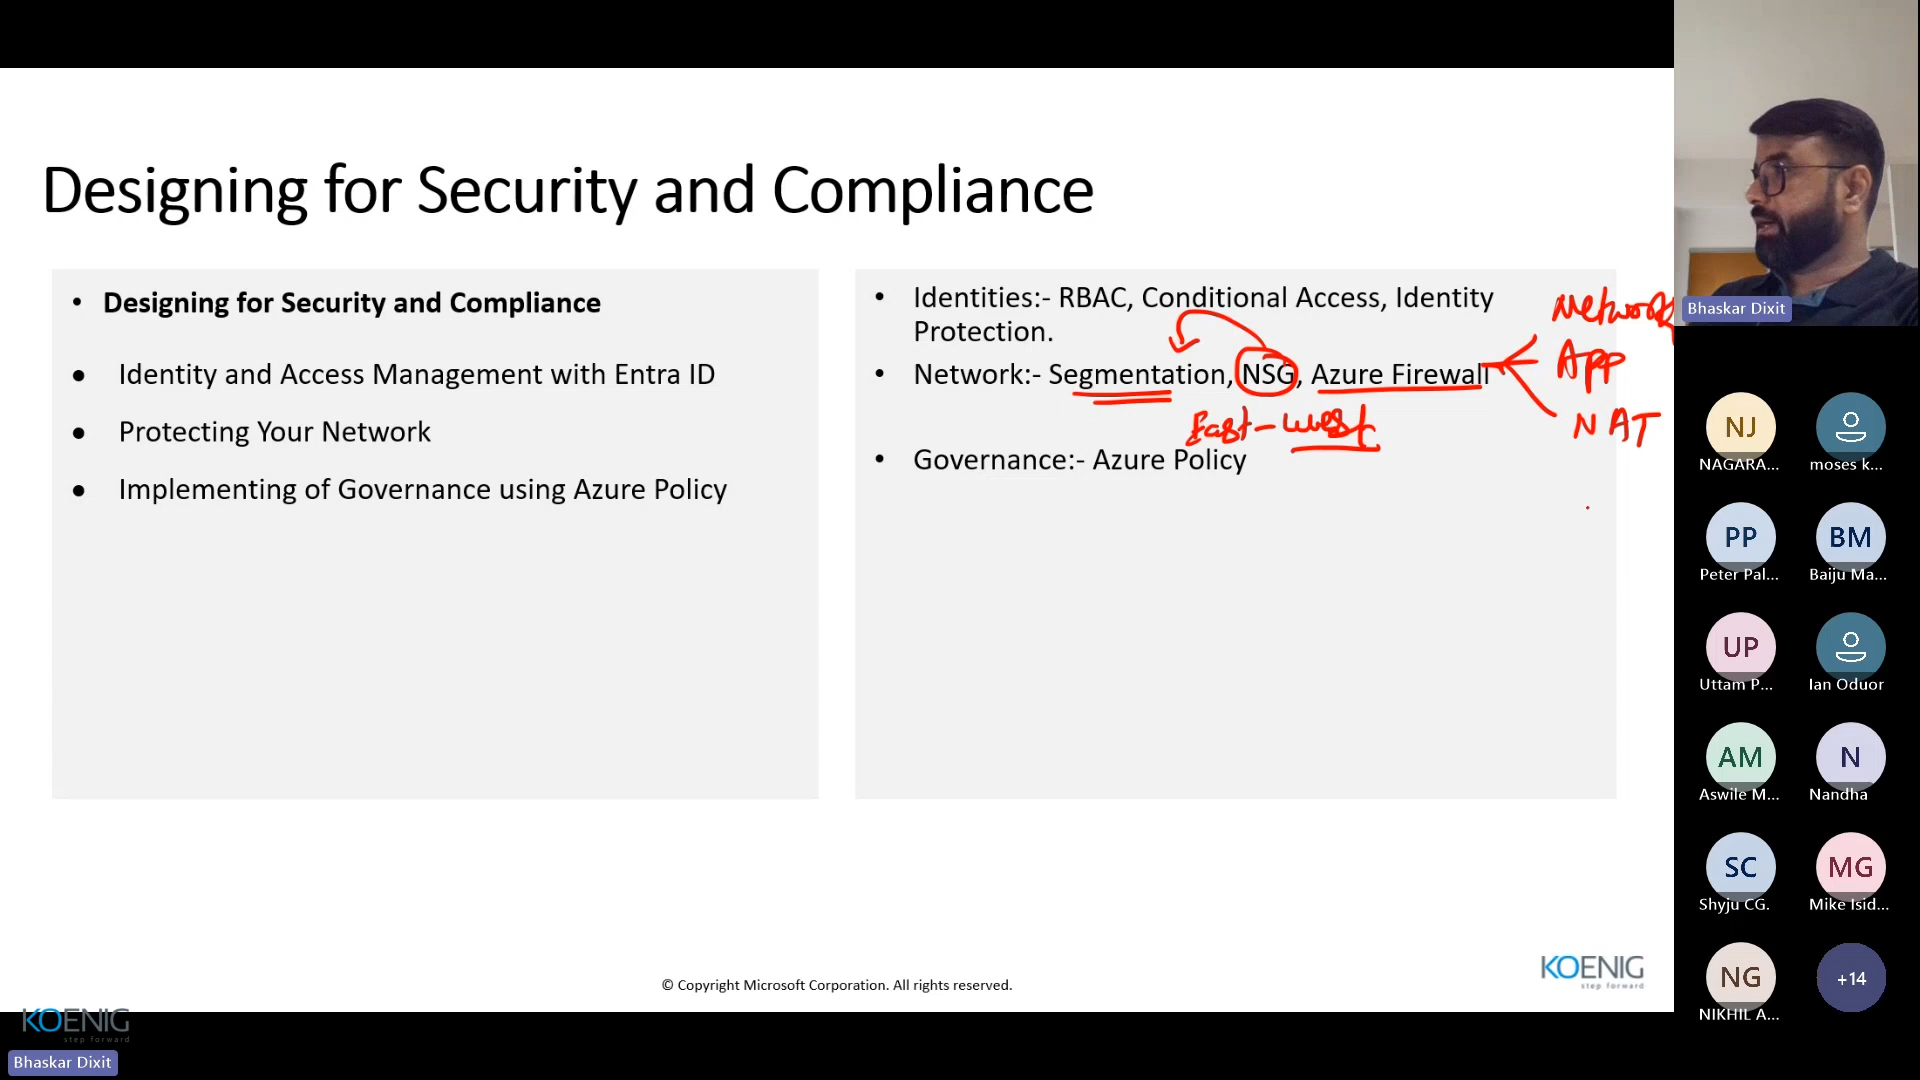 Designing for Security and Compliance
• Designing for Security and Compliance
• Identity and Access Management with Entra ID
• Protecting Your Network
• Implementing of Governance using Azure Policy
• Identities:- RBAC, Conditional Access, Identity
Protection.
• Network:- Segmentation, NSG, Azure Firewall
East-West
Network
App
NAT
• Governance:- Azure Policy
© Copyright Microsoft Corporation. All rights reserved.
KOENIG
step forward
KOENIG
step forward
Bhaskar Dixit
Bhaskar Dixit
NJ
NAGARA...
moses k...
PP
Peter Pal...
BM
Baiju Ma...
UP
Uttam P...
Ian Oduor
AM
Aswile M...
N
Nandha
SC
Shyju CG.
MG
Mike Isid...
NG
NIKHIL A...
+14